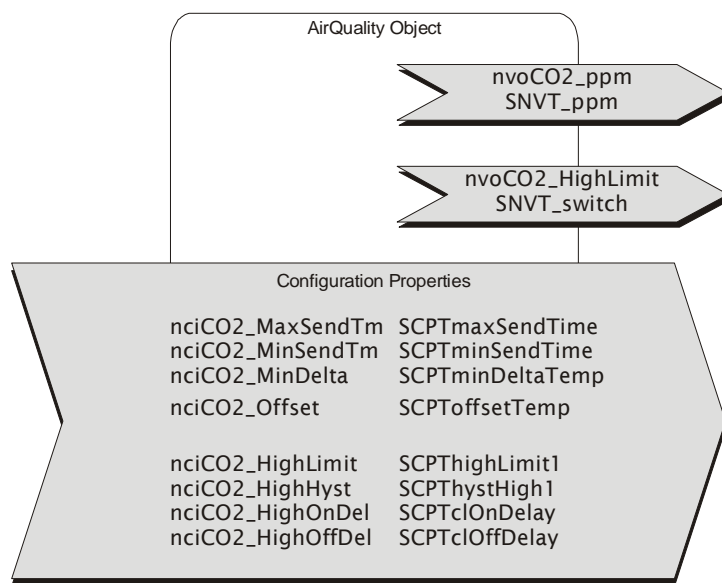 AirQuality Object
nvoCO2_ppm
SNVT_ppm
nvoCO2_HighLimit
SNVT_switch
Configuration Properties
nciCO2_MaxSendTm SCPTmaxSendTime
nciCO2_MinSendTm SCPTminSendTime
nciCO2_MinDelta SCPTminDeltaTemp
nciCO2_Offset SCPToffsetTemp
nciCO2_HighLimit SCPThighLimit1
nciCO2_HighHyst SCPThystHigh1
nciCO2_HighOnDel SCPTclOnDelay
nciCO2_HighOffDel SCPTclOffDelay